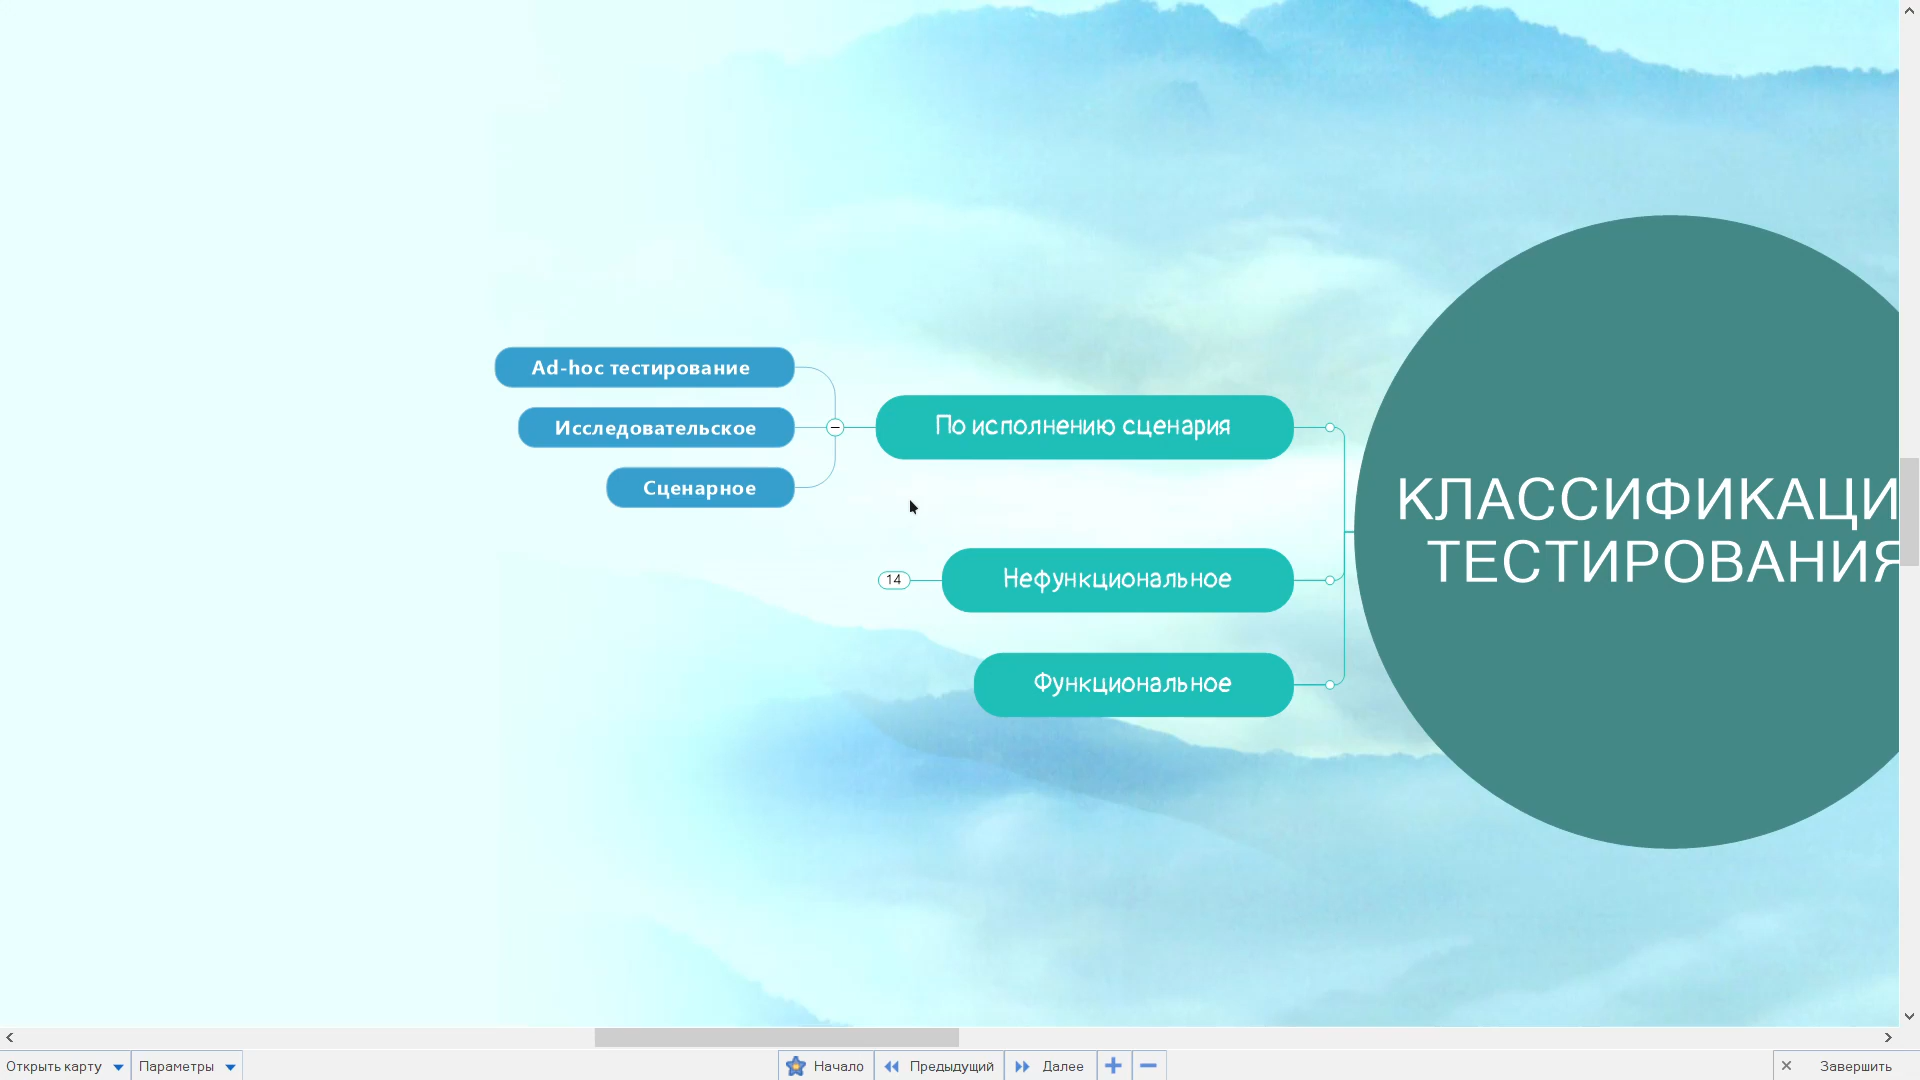 Ad-hoc тестирование
Исследовательское
Сценарное
По исполнению сценария
14
Нефункциональное
Функциональное
КЛАССИФИКАЦИ
ТЕСТИРОВАНИЯ
Открыть карту
Параметры
Начало
Предыдущий
Далее
Завершить